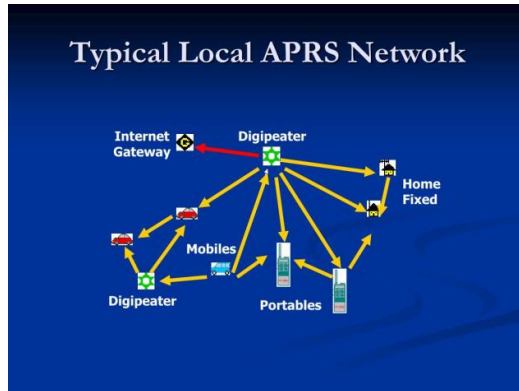 Typical Local APRS Network
Internet
Gateway
Digipeater
Home
Fixed
Mobiles
Digipeater
Portables